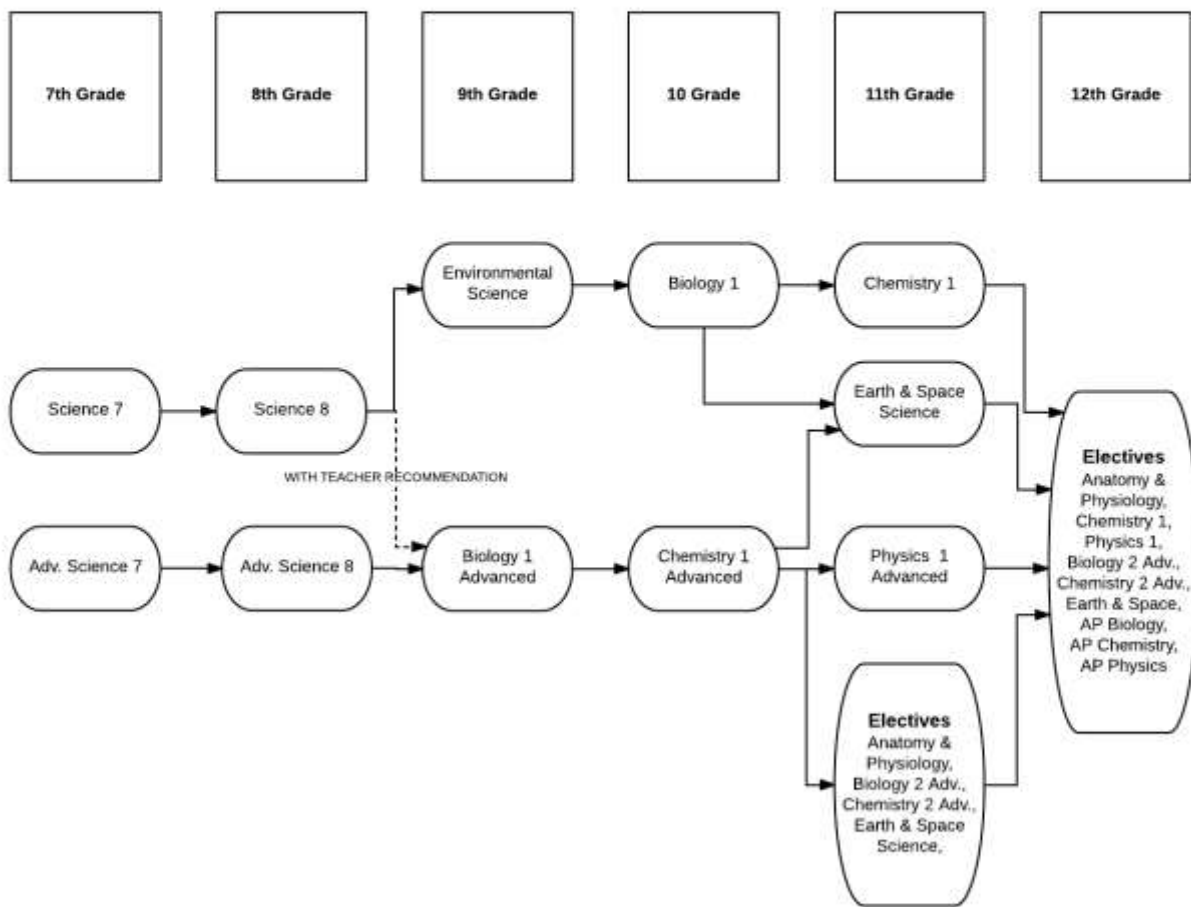 7th Grade
8th Grade
9th Grade
10 Grade
11th Grade
12th Grade
Environmental
Science
Biology 1
Chemistry 1
Science 7
Science 8
Earth & Space
Science
WITH TEACHER RECOMMENDATION
Adv. Science 7
Adv. Science 8
Biology 1
Advanced
Chemistry 1
Advanced
Physics 1
Advanced
Electives
Anatomy &
Physiology,
Biology 2 Adv.,
Chemistry 2 Adv.,
Earth & Space
Science,
Electives
Anatomy &
Physiology,
Chemistry 1,
Physics 1,
Biology 2 Adv.,
Chemistry 2 Adv.,
Earth & Space,
AP Biology,
AP Chemistry,
AP Physics